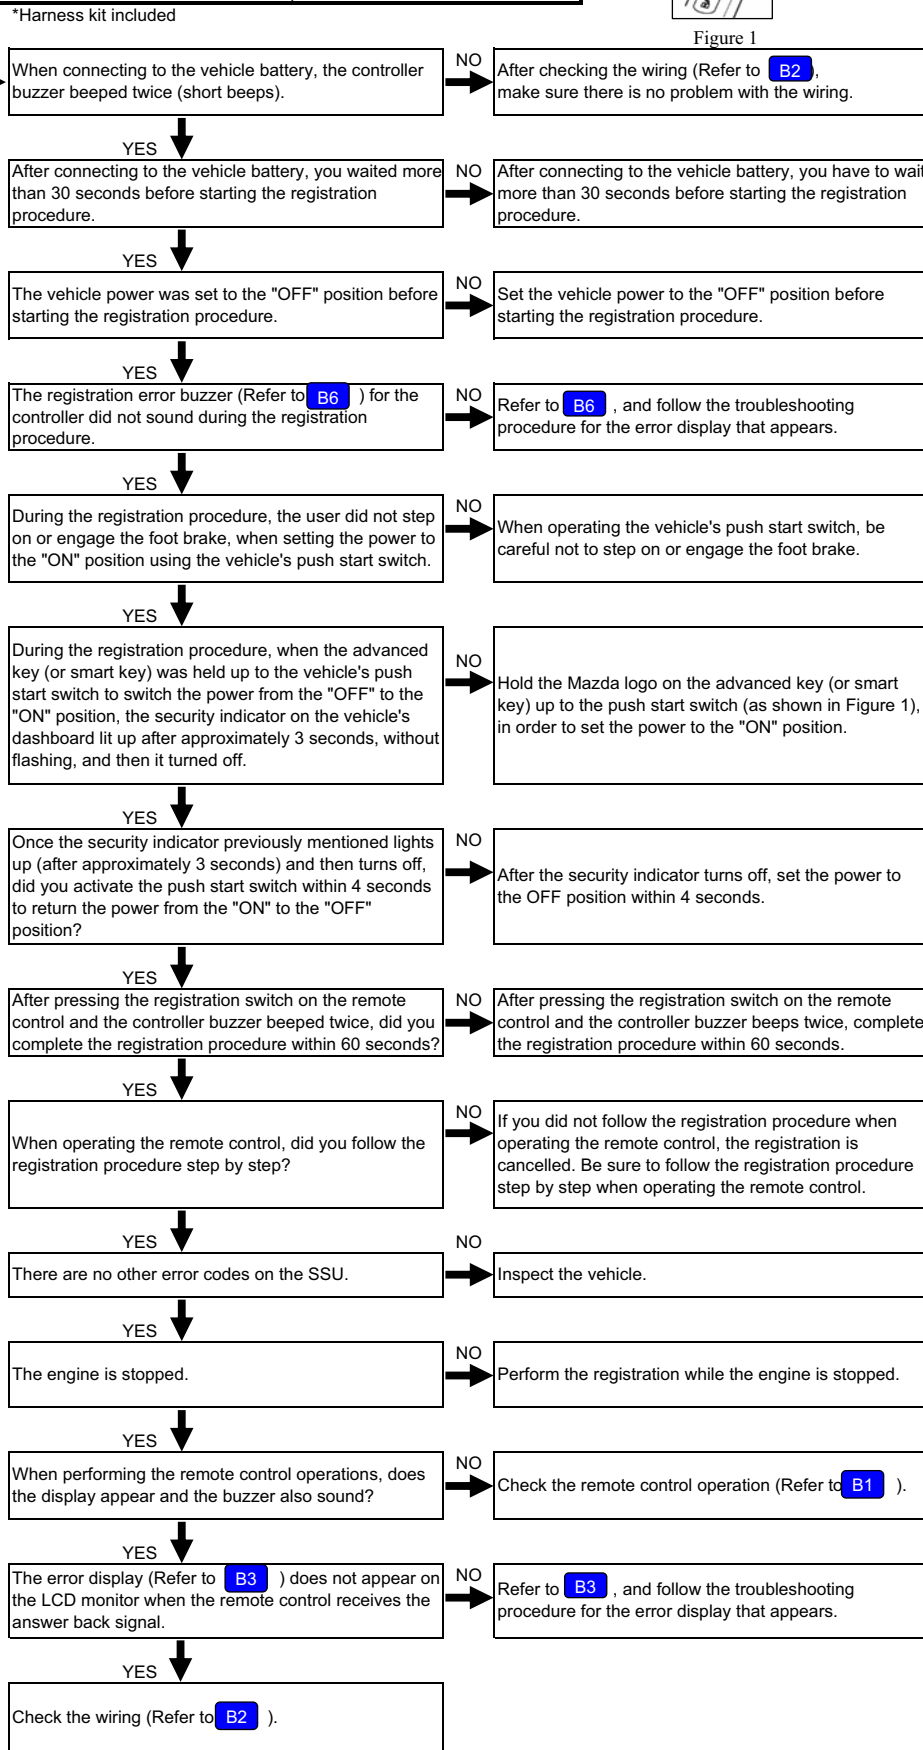 *Harness kit included
Figure 1
When connecting to the vehicle battery, the controller
buzzer beeped twice (short beeps).
NO
After checking the wiring (Refer to B2 ),
make sure there is no problem with the wiring.
YES
After connecting to the vehicle battery, you waited more
than 30 seconds before starting the registration
procedure.
NO
After connecting to the vehicle battery, you have to wait
more than 30 seconds before starting the registration
procedure.
YES
The vehicle power was set to the "OFF" position before
starting the registration procedure.
NO
Set the vehicle power to the "OFF" position before
starting the registration procedure.
YES
The registration error buzzer (Refer to B6 ) for the
controller did not sound during the registration
procedure.
NO
Refer to B6 , and follow the troubleshooting
procedure for the error display that appears.
YES
During the registration procedure, the user did not step
on or engage the foot brake, when setting the power to
the "ON" position using the vehicle's push start switch.
NO
When operating the vehicle's push start switch, be
careful not to step on or engage the foot brake.
YES
During the registration procedure, when the advanced
key (or smart key) was held up to the vehicle's push
start switch to switch the power from the "OFF" to the
"ON" position, the security indicator on the vehicle's
dashboard lit up after approximately 3 seconds, without
flashing, and then it turned off.
NO
Hold the Mazda logo on the advanced key (or smart
key) up to the push start switch (as shown in Figure 1),
in order to set the power to the "ON" position.
YES
Once the security indicator previously mentioned lights
up (after approximately 3 seconds) and then turns off,
did you activate the push start switch within 4 seconds
to return the power from the "ON" to the "OFF"
position?
NO
After the security indicator turns off, set the power to
the OFF position within 4 seconds.
YES
After pressing the registration switch on the remote
control and the controller buzzer beeped twice, did you
complete the registration procedure within 60 seconds?
NO
After pressing the registration switch on the remote
control and the controller buzzer beeps twice, complete
the registration procedure within 60 seconds.
YES
When operating the remote control, did you follow the
registration procedure step by step?
NO
If you did not follow the registration procedure when
operating the remote control, the registration is
cancelled. Be sure to follow the registration procedure
step by step when operating the remote control.
YES
There are no other error codes on the SSU.
NO
Inspect the vehicle.
YES
The engine is stopped.
NO
Perform the registration while the engine is stopped.
YES
When performing the remote control operations, does
the display appear and the buzzer also sound?
NO
Check the remote control operation (Refer to B1 ).
YES
The error display (Refer to B3 ) does not appear on
the LCD monitor when the remote control receives the
answer back signal.
NO
Refer to B3 , and follow the troubleshooting
procedure for the error display that appears.
YES
Check the wiring (Refer to B2 ).